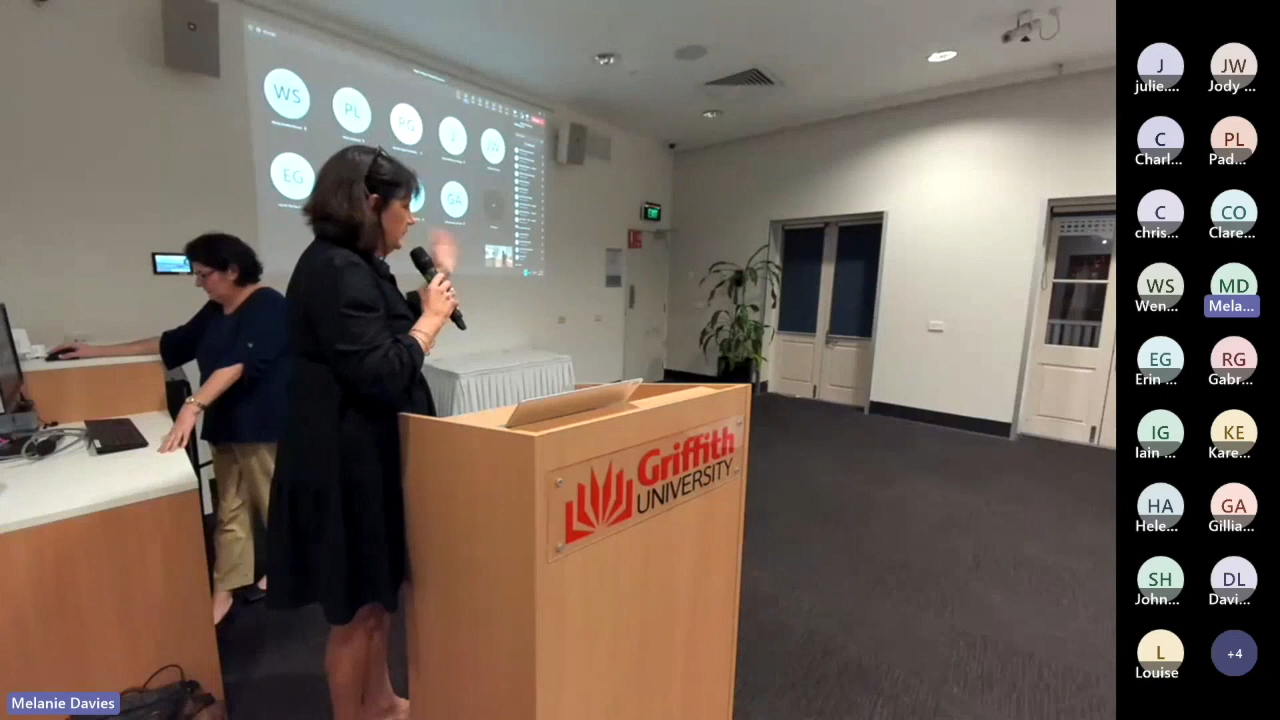 WS
PL
RG
J
JW
EG
GA
EXIT
Griffith
UNIVERSITY
Melanie Davies
J
julie....
JW
Jody ...
C
Charl...
PL
Pad...
C
chris...
CO
Clare...
WS
Wen...
MD
Mela...
EG
Erin ...
RG
Gabr...
IG
Iain ...
KE
Kare...
HA
Hele...
GA
Gillia...
SH
John...
DL
Davi...
L
Louise
+4